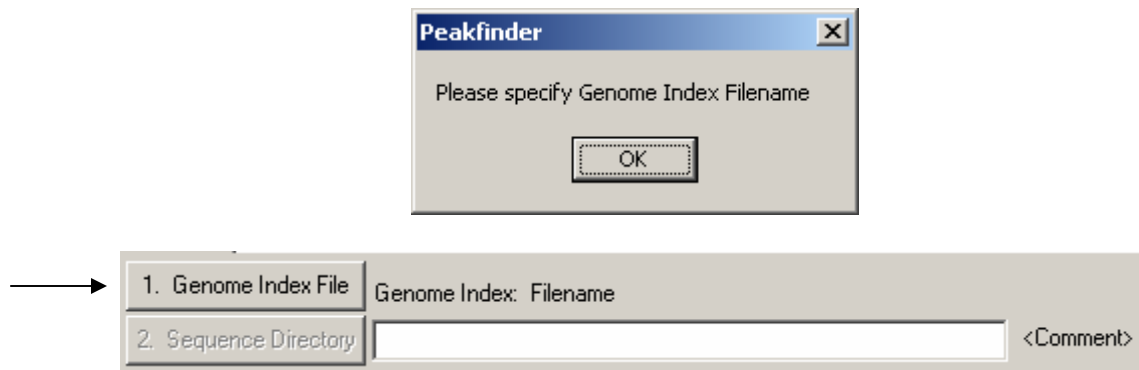 Peakfinder
Please specify Genome Index Filename
OK
1. Genome Index File Genome Index: Filename
2. Sequence Directory <Comment>